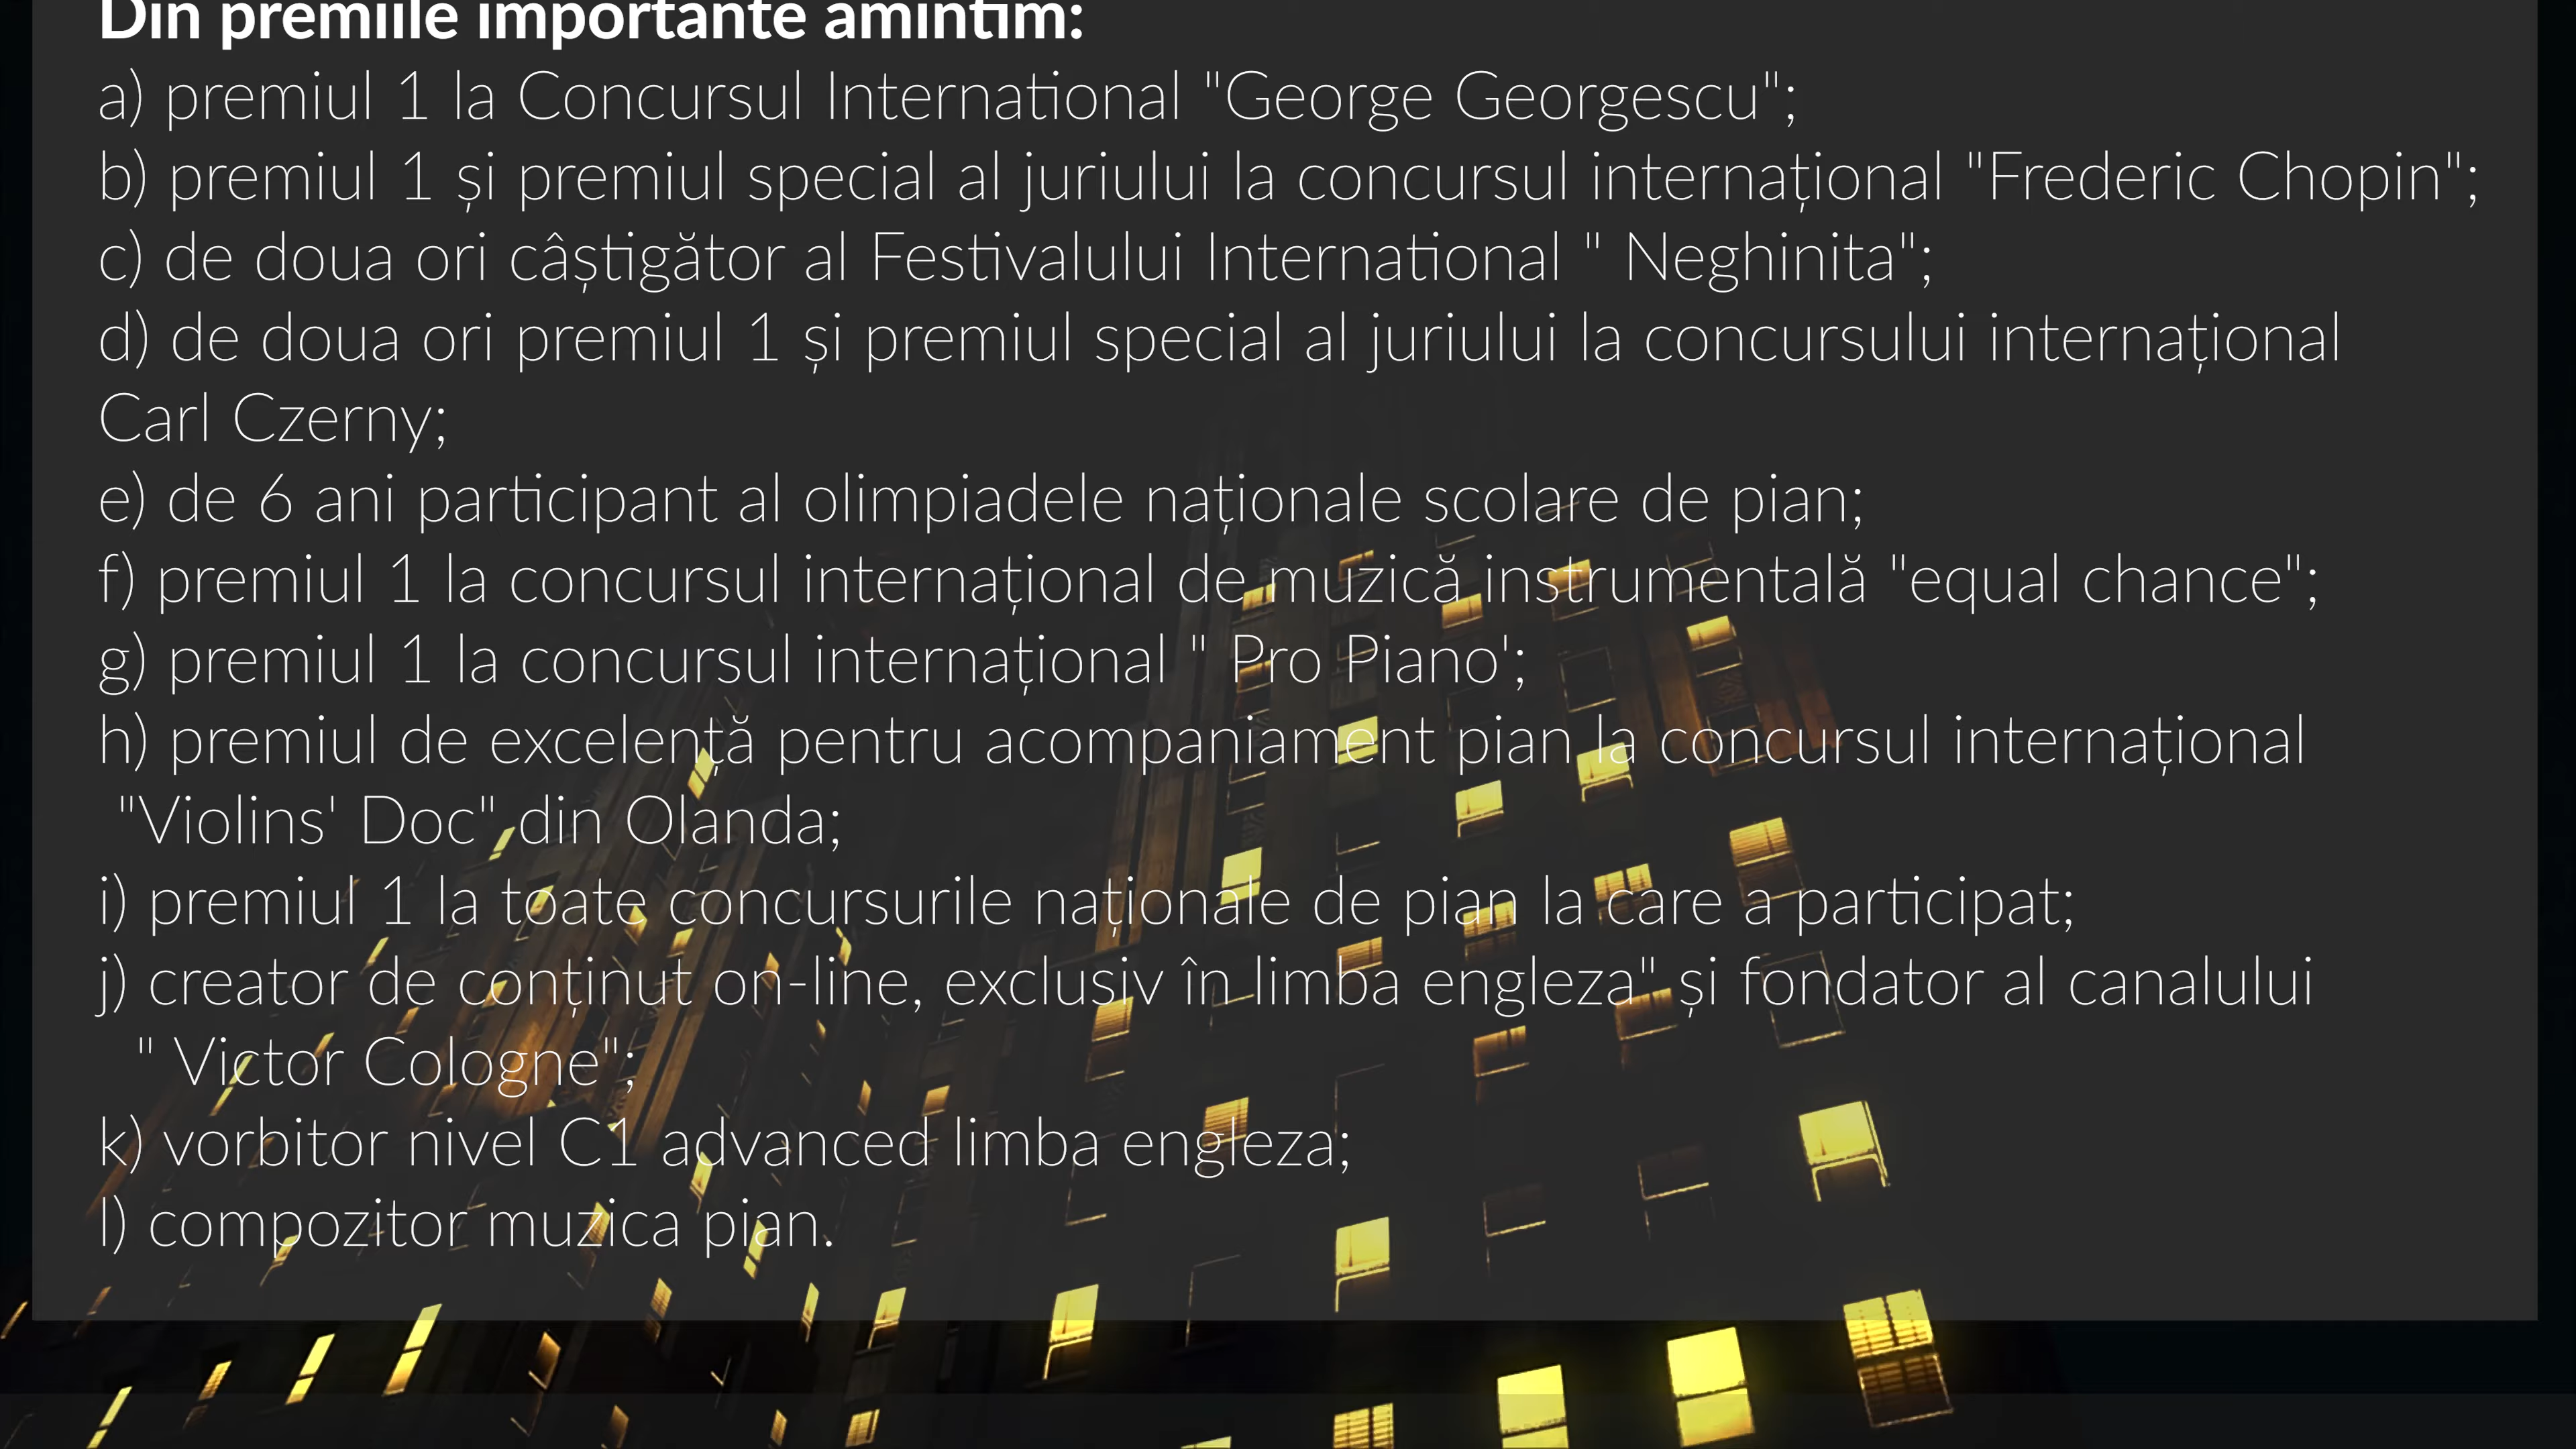 Din premiile importante amintim:
a) premiul 1 la Concursul International "George Georgescu";
b) premiul 1 și premiul special al juriului la concursul internațional "Frederic Chopin";
c) de doua ori câștigător al Festivalului International " Neghinita";
d) de doua ori premiul 1 și premiul special al juriului la concursului internațional
Carl Czerny;
e) de 6 ani participant al olimpiadele naționale scolare de pian;
f) premiul 1 la concursul internațional de muzică instrumentală "equal chance";
g) premiul 1 la concursul internațional " Pro Piano';
h) premiul de excelență pentru acompaniament pian la concursul internațional
"Violins' Doc" din Olanda;
i) premiul 1 la toate concursurile naționale de pian la care a participat;
j) creator de conținut on-line, exclusiv în limba engleza" și fondator al canalului
" Victor Cologne";
k) vorbitor nivel C1 advanced limba engleza;
l) compozitor muzica pian.